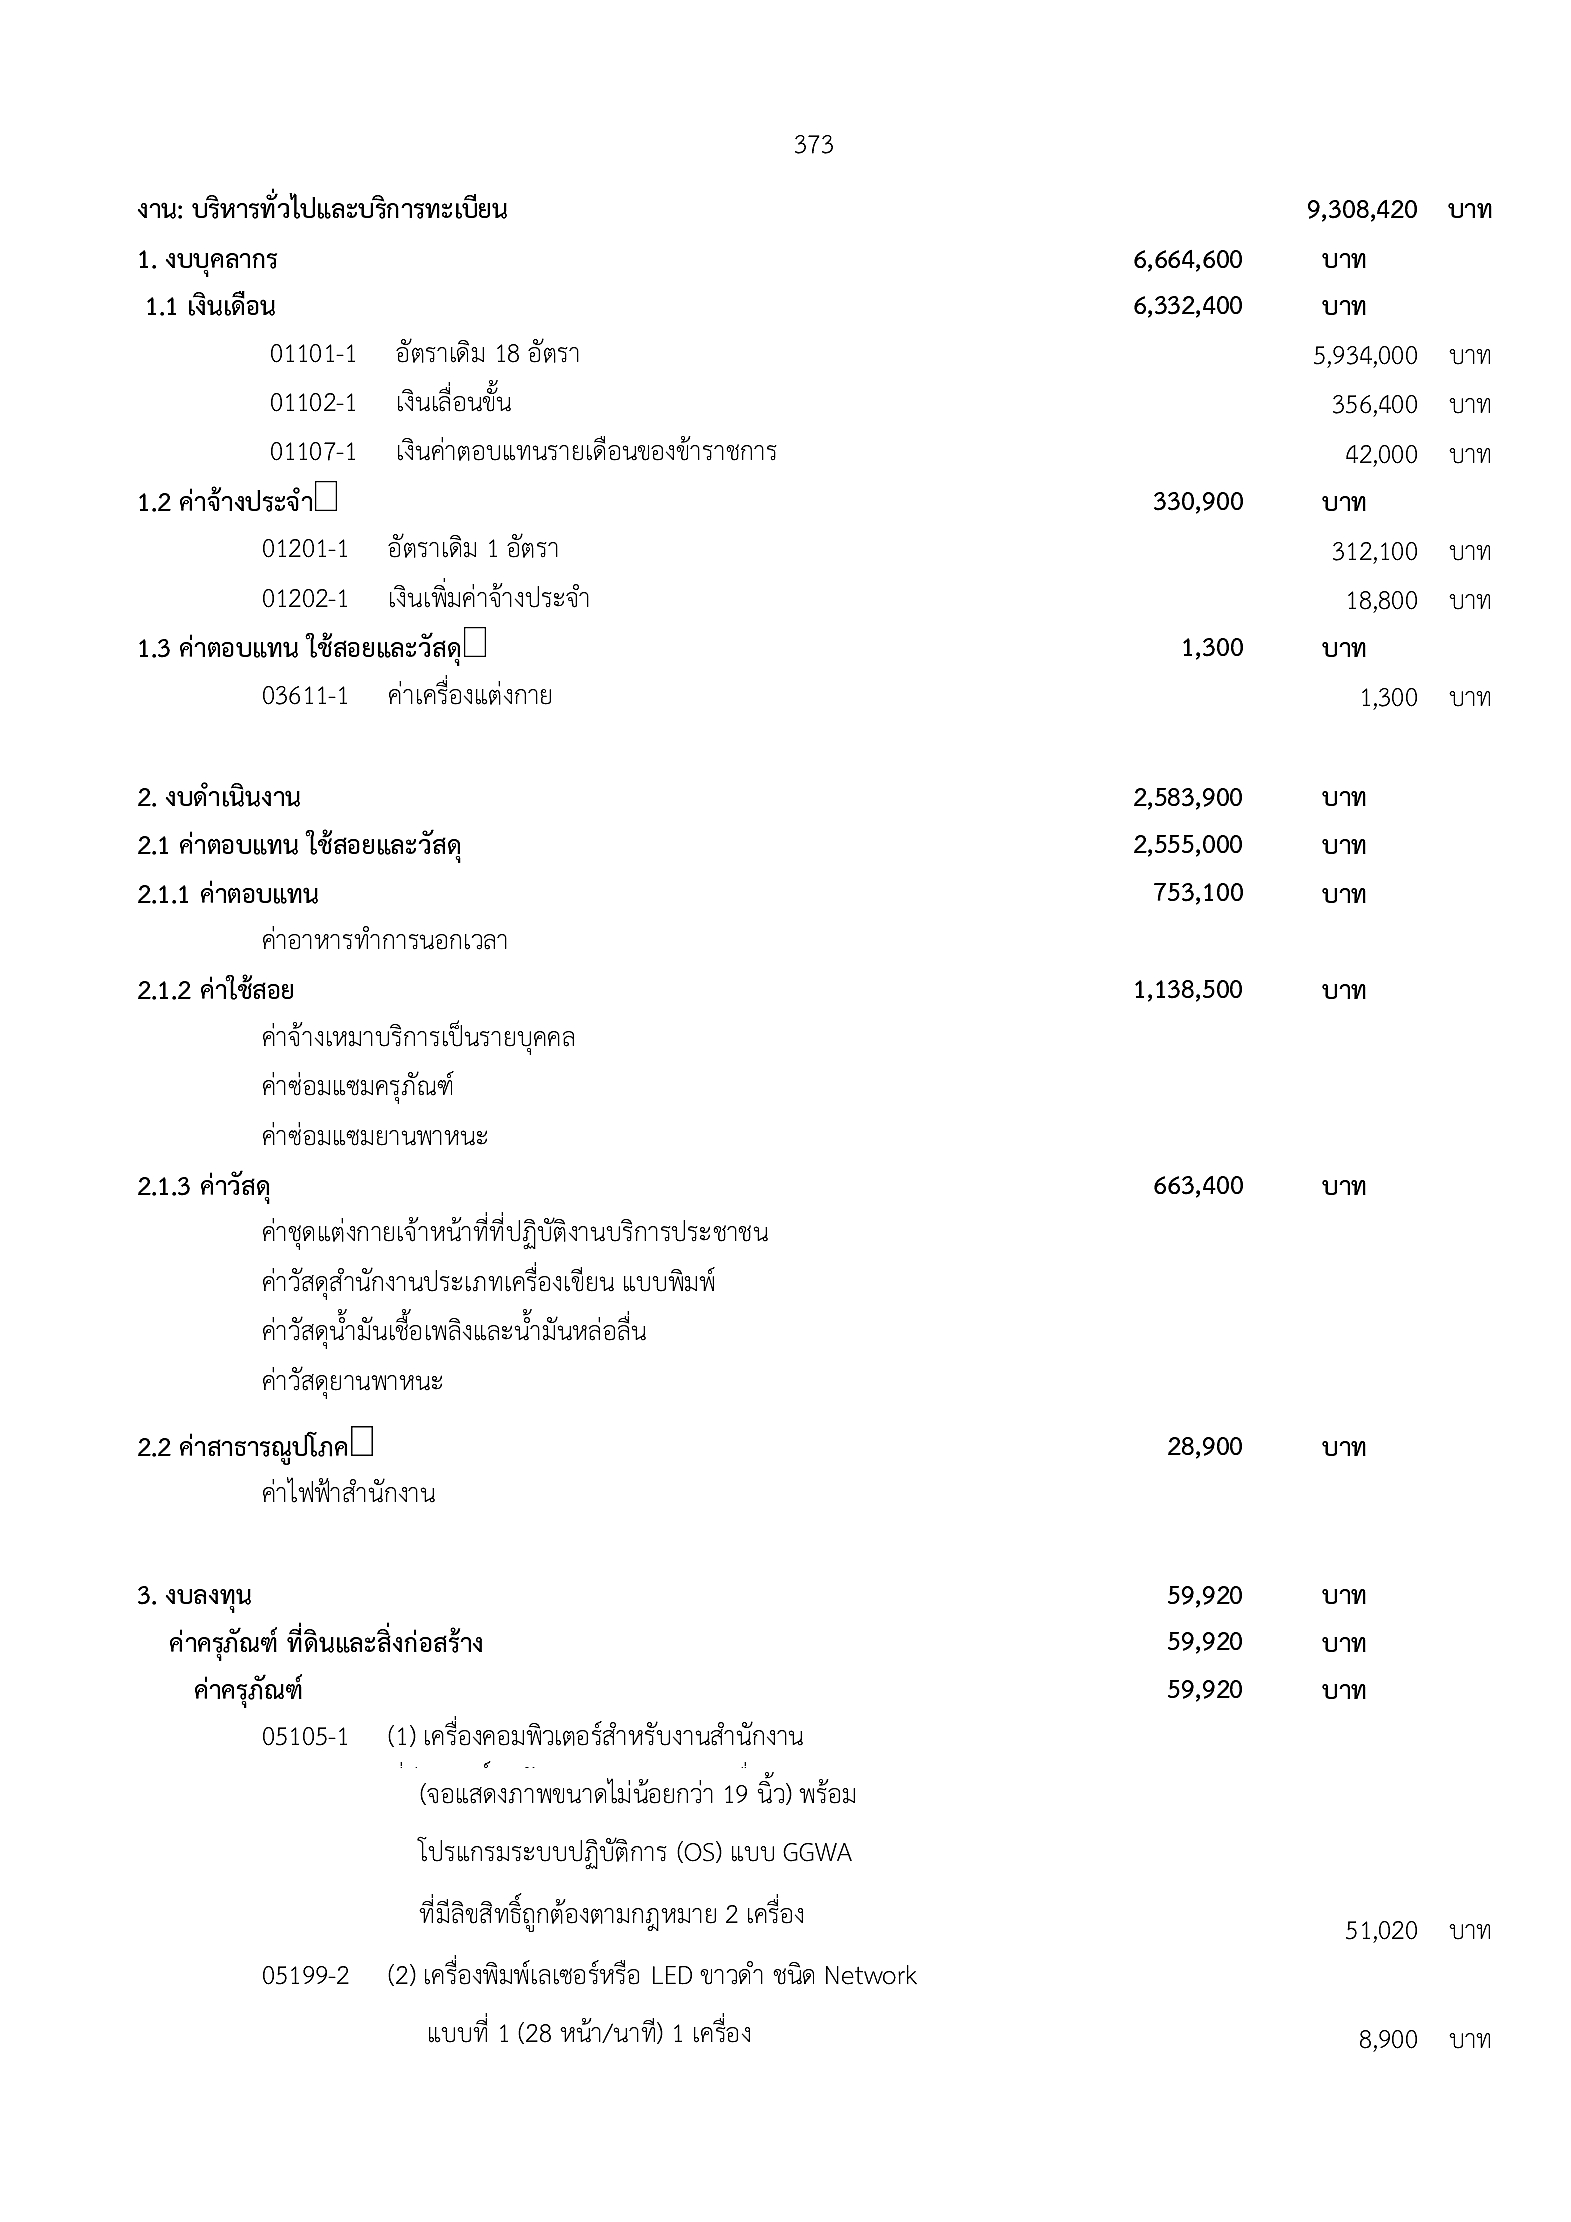 373
งาน: บริหารทั่วไปและบริการทะเบียน 9,308,420 บาท
1. งบบุคลากร 6,664,600 บาท
1.1 เงินเดือน 6,332,400 บาท
01101-1 อัตราเดิม 18 อัตรา 5,934,000 บาท
01102-1 เงินเลื่อนขั้น 356,400 บาท
01107-1 เงินค่าตอบแทนรายเดือนของข้าราชการ 42,000 บาท
1.2 ค่าจ้างประจำ 330,900 บาท
01201-1 อัตราเดิม 1 อัตรา 312,100 บาท
01202-1 เงินเพิ่มค่าจ้างประจำ 18,800 บาท
1.3 ค่าตอบแทน ใช้สอยและวัสดุ 1,300 บาท
03611-1 ค่าเครื่องแต่งกาย 1,300 บาท
2. งบดำเนินงาน 2,583,900 บาท
2.1 ค่าตอบแทน ใช้สอยและวัสดุ 2,555,000 บาท
2.1.1 ค่าตอบแทน 753,100 บาท
ค่าอาหารทำการนอกเวลา
2.1.2 ค่าใช้สอย 1,138,500 บาท
ค่าจ้างเหมาบริการเป็นรายบุคคล
ค่าซ่อมแซมครุภัณฑ์
ค่าซ่อมแซมยานพาหนะ
2.1.3 ค่าวัสดุ 663,400 บาท
ค่าชุดแต่งกายเจ้าหน้าที่ที่ปฏิบัติงานบริการประชาชน
ค่าวัสดุสำนักงานประเภทเครื่องเขียน แบบพิมพ์
ค่าวัสดุน้ำมันเชื้อเพลิงและน้ำมันหล่อลื่น
ค่าวัสดุยานพาหนะ
2.2 ค่าสาธารณูปโภค 28,900 บาท
ค่าไฟฟ้าสำนักงาน
3. งบลงทุน 59,920 บาท
ค่าครุภัณฑ์ ที่ดินและสิ่งก่อสร้าง 59,920 บาท
ค่าครุภัณฑ์ 59,920 บาท
05105-1 (1) เครื่องคอมพิวเตอร์สำหรับงานสำนักงาน
(จอแสดงภาพขนาดไม่น้อยกว่า 19 นิ้ว) พร้อม
โปรแกรมระบบปฏิบัติการ (OS) แบบ GGWA
ที่มีลิขสิทธิ์ถูกต้องตามกฎหมาย 2 เครื่อง 51,020 บาท
05199-2 (2) เครื่องพิมพ์เลเซอร์หรือ LED ขาวดำ ชนิด Network
แบบที่ 1 (28 หน้า/นาที) 1 เครื่อง 8,900 บาท